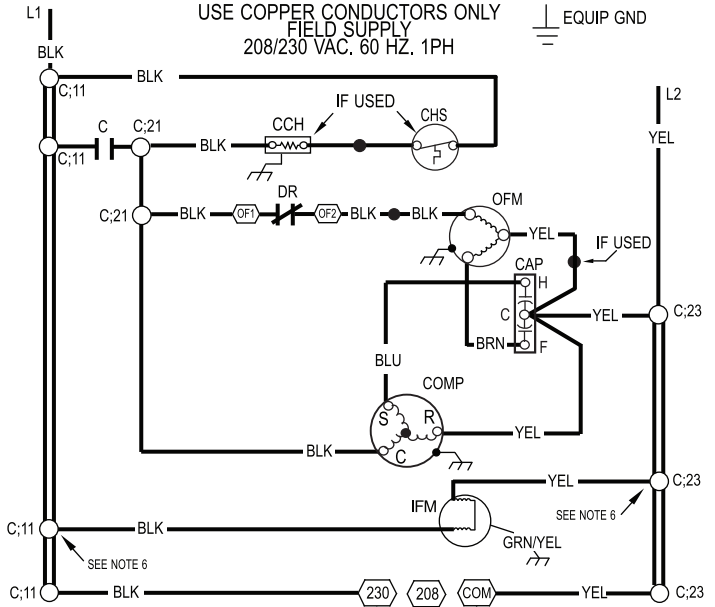 L1
USE COPPER CONDUCTORS ONLY
FIELD SUPPLY
208/230 VAC. 60 HZ. 1PH
EQUIP GND
BLK
BLK
C;11
IF USED
L2
CCH
CHS
C
C;21
BLK
C;11
YEL
DR
OFM
C;21
BLK
OF1
OF2
BLK
BLK
YEL
IF USED
CAP
H
C
YEL
C;23
BRN
F
BLU
COMP
S
R
YEL
C
BLK
YEL
C;23
IFM
SEE NOTE 6
C;11
BLK
GRN/YEL
SEE NOTE 6
C;11
BLK
230
208
COM
YEL
C;23